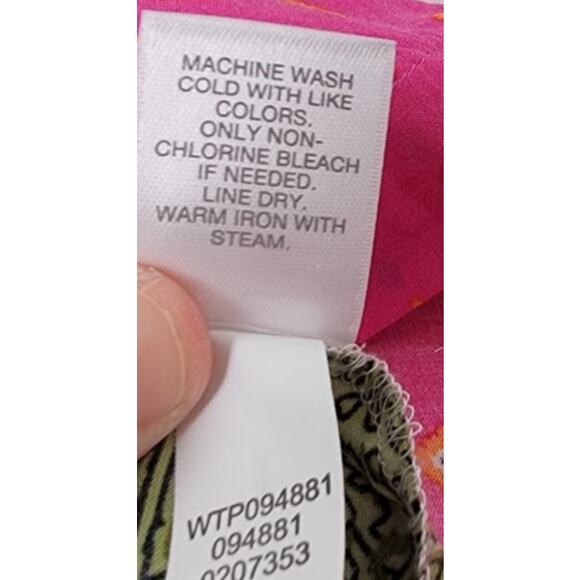 MACHINE WASH
COLD WITH LIKE
COLORS.
ONLY NON-
CHLORINE BLEACH
IF NEEDED.
LINE DRY.
WARM IRON WITH
STEAM.
WTP094881
094881
0207353